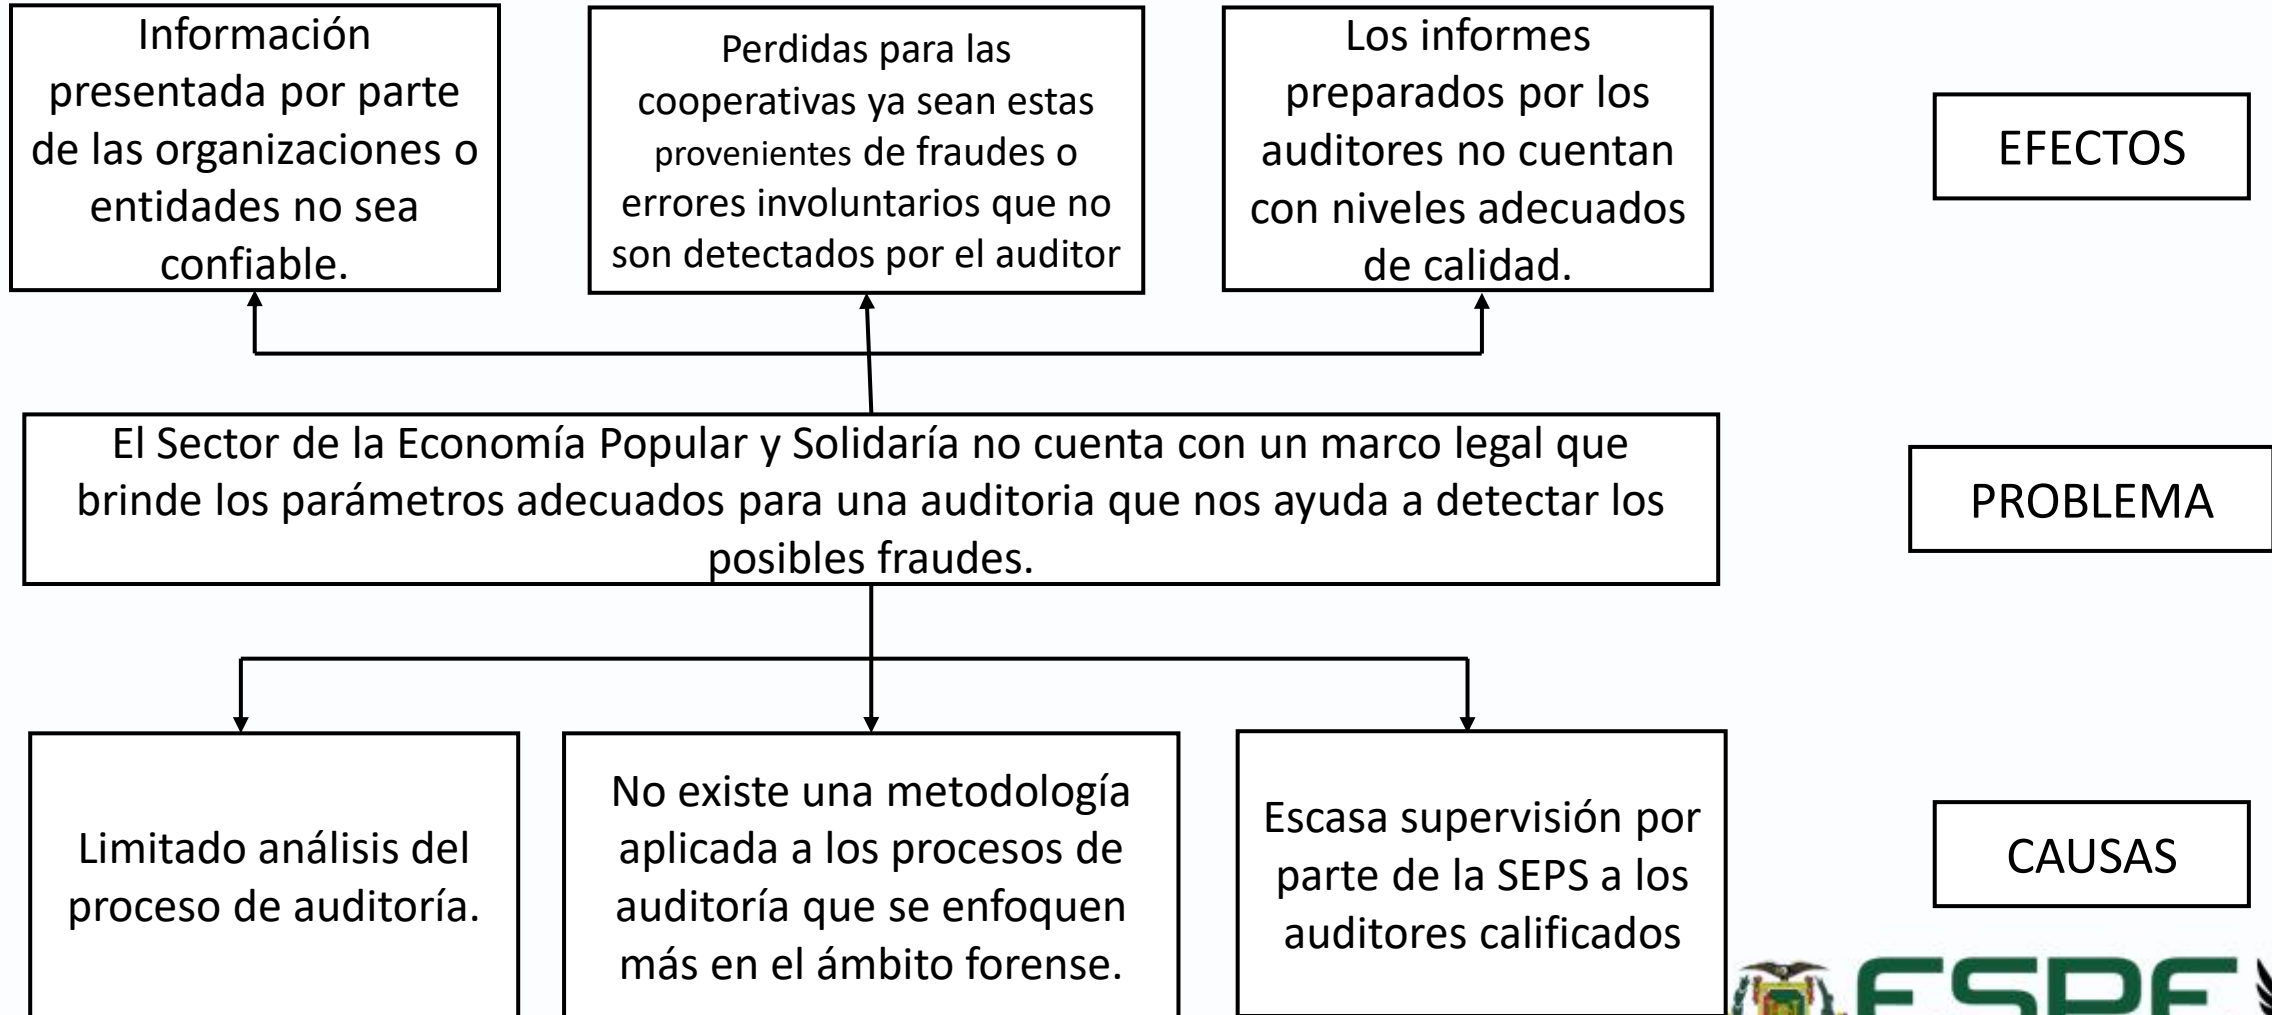 Información
presentada por parte
de las organizaciones o
entidades no sea
confiable.
Perdidas para las
cooperativas ya sean estas
provenientes de fraudes o
errores involuntarios que no
son detectados por el auditor
Los informes
preparados por los
auditores no cuentan
con niveles adecuados
de calidad.
EFECTOS
El Sector de la Economía Popular y Solidaría no cuenta con un marco legal que
brinde los parámetros adecuados para una auditoria que nos ayuda a detectar los
posibles fraudes.
PROBLEMA
Limitado análisis del
proceso de auditoría.
No existe una metodología
aplicada a los procesos de
auditoría que se enfoquen
más en el ámbito forense.
Escasa supervisión por
parte de la SEPS a los
auditores calificados
CAUSAS
ESPE